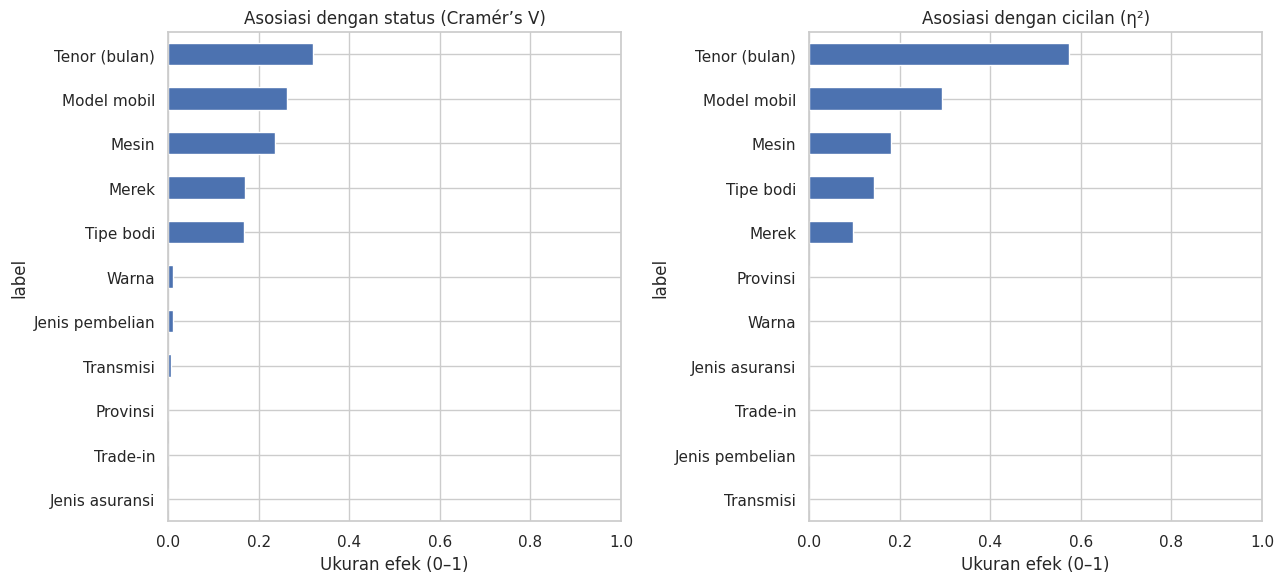 Asosiasi dengan status (Cramér’s V)
label
Tenor (bulan)
Model mobil
Mesin
Merek
Tipe bodi
Warna
Jenis pembelian
Transmisi
Provinsi
Trade-in
Jenis asuransi
0.0 0.2 0.4 0.6 0.8 1.0
Ukuran efek (0–1)
Asosiasi dengan cicilan (η²)
label
Tenor (bulan)
Model mobil
Mesin
Tipe bodi
Merek
Provinsi
Warna
Jenis asuransi
Trade-in
Jenis pembelian
Transmisi
0.0 0.2 0.4 0.6 0.8 1.0
Ukuran efek (0–1)